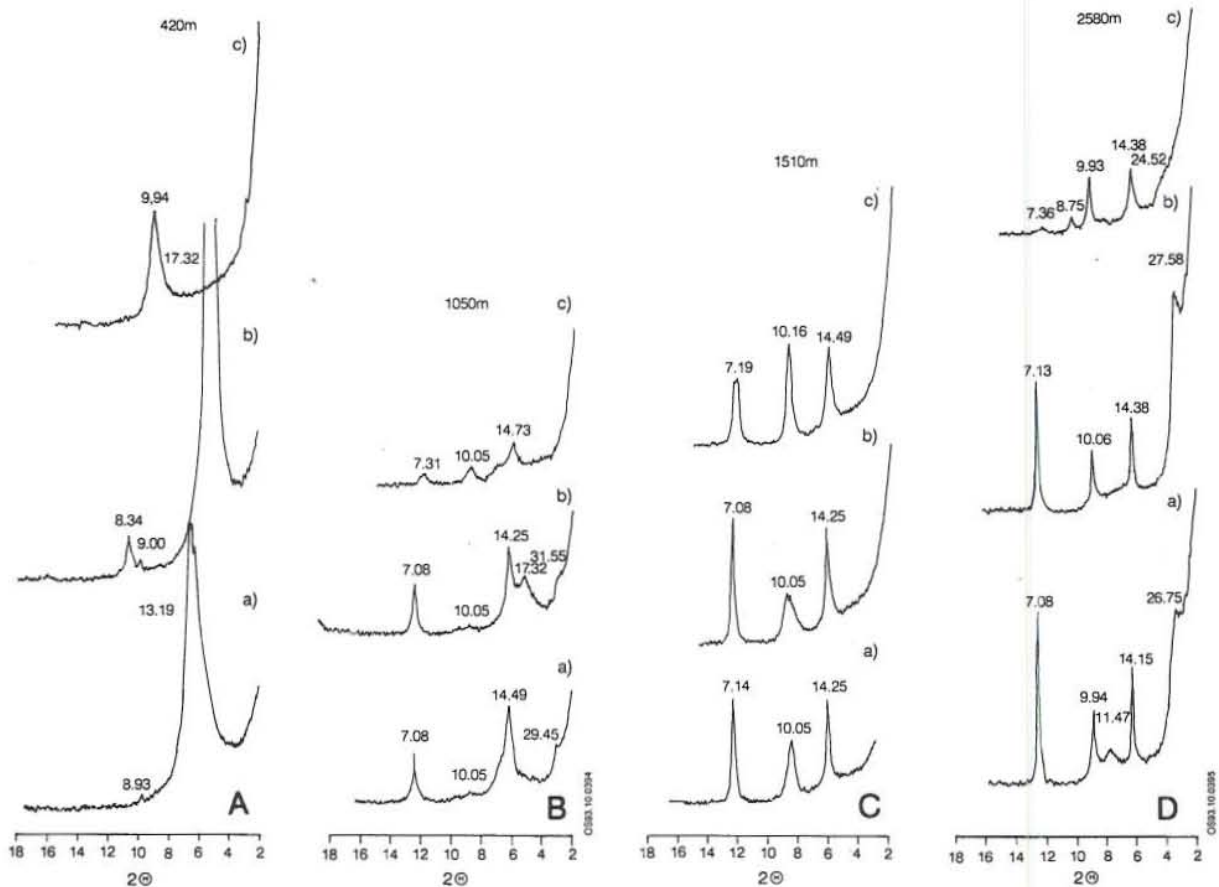 420m
c)
9.94
17.32
b)
8.34
9.00
13.19
a)
8.93
A
18 16 14 12 10 8 6 4 2
2Θ
1050m
c)
14.73
10.05
7.31
b)
14.25
31.55
17.32
7.08
10.05
a)
14.49
7.08
29.45
10.05
B
OS93.10.0394
18 16 14 12 10 8 6 4 2
2Θ
1510m
c)
10.16
14.49
7.19
b)
7.08
14.25
10.05
a)
7.14
14.25
10.05
C
18 16 14 12 10 8 6 4 2
2Θ
2580m
c)
14.38
24.52
9.93
8.75
7.36
b)
27.58
7.13
14.38
10.06
a)
26.75
7.08
14.15
9.94
11.47
D
OS93.10.0395
18 16 14 12 10 8 6 4 2
2Θ